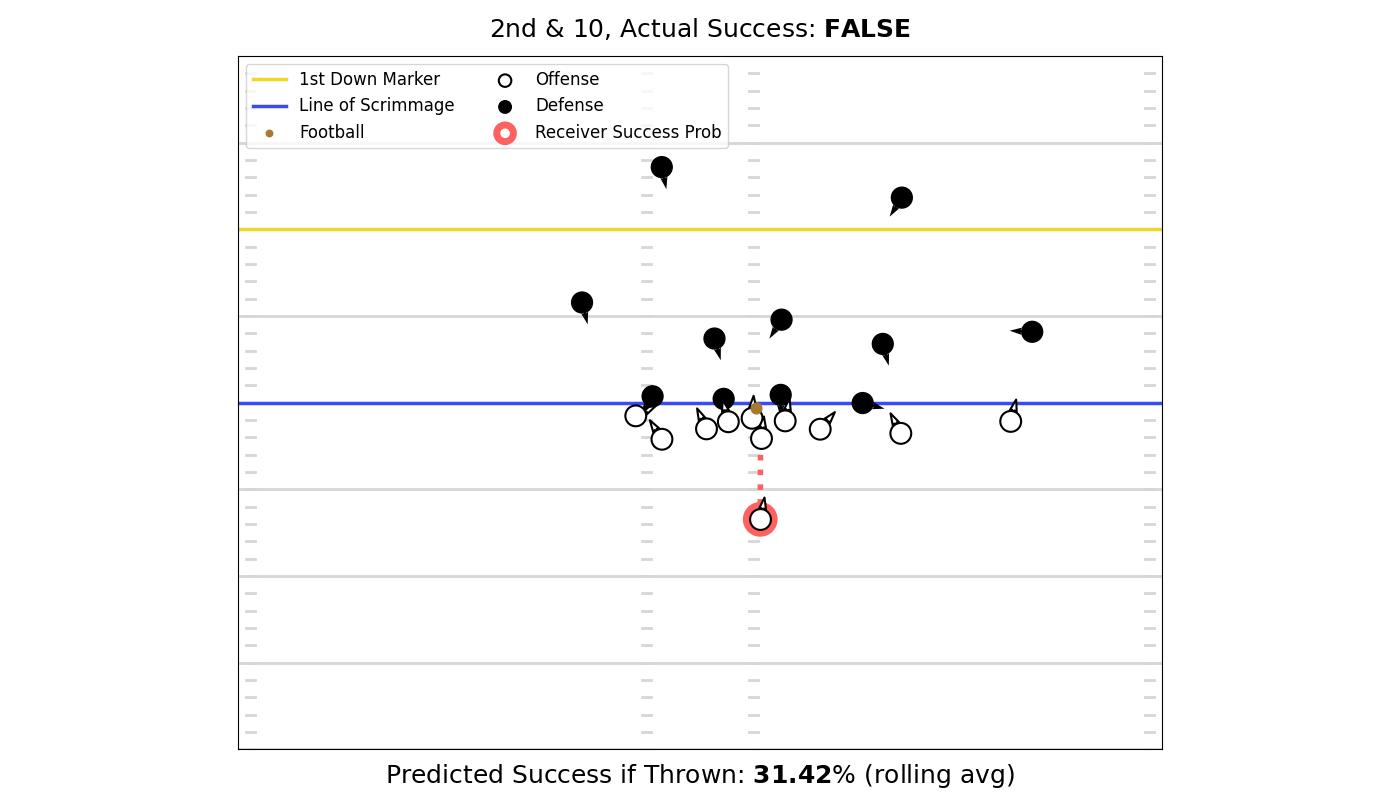 2nd & 10, Actual Success: FALSE
1st Down Marker
Line of Scrimmage
Football
Offense
Defense
Receiver Success Prob
Predicted Success if Thrown: 31.42% (rolling avg)